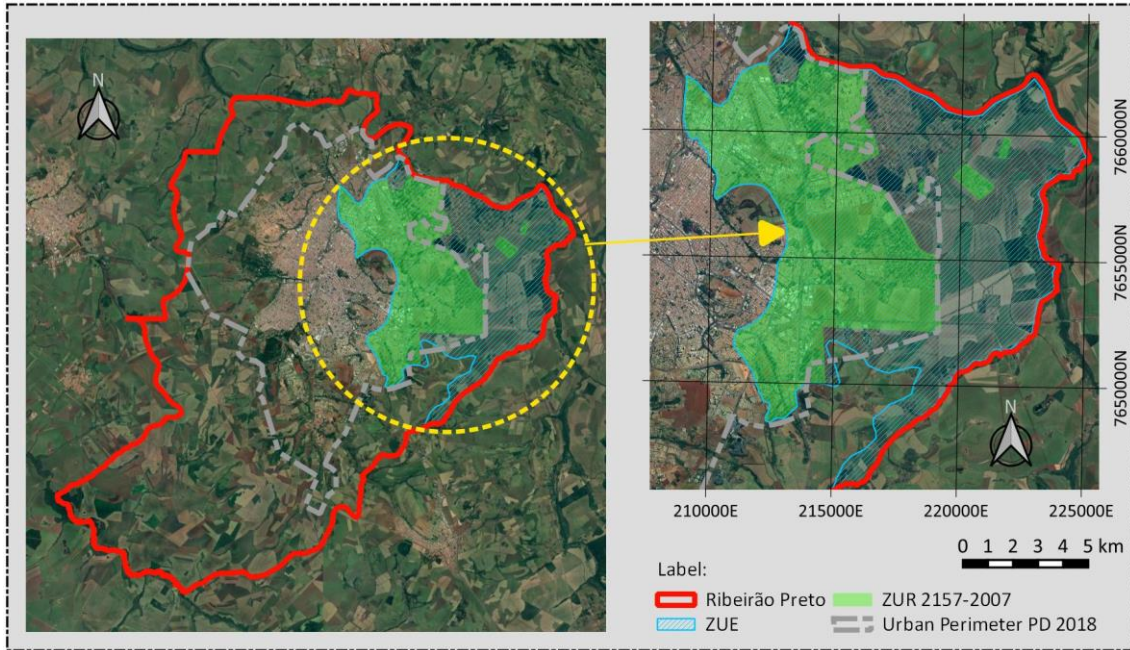 N
7660000N
7655000N
7650000N
N
210000E 215000E 220000E 225000E
0 1 2 3 4 5 km
Label:
Ribeirão Preto ZUR 2157-2007
ZUE Urban Perimeter PD 2018